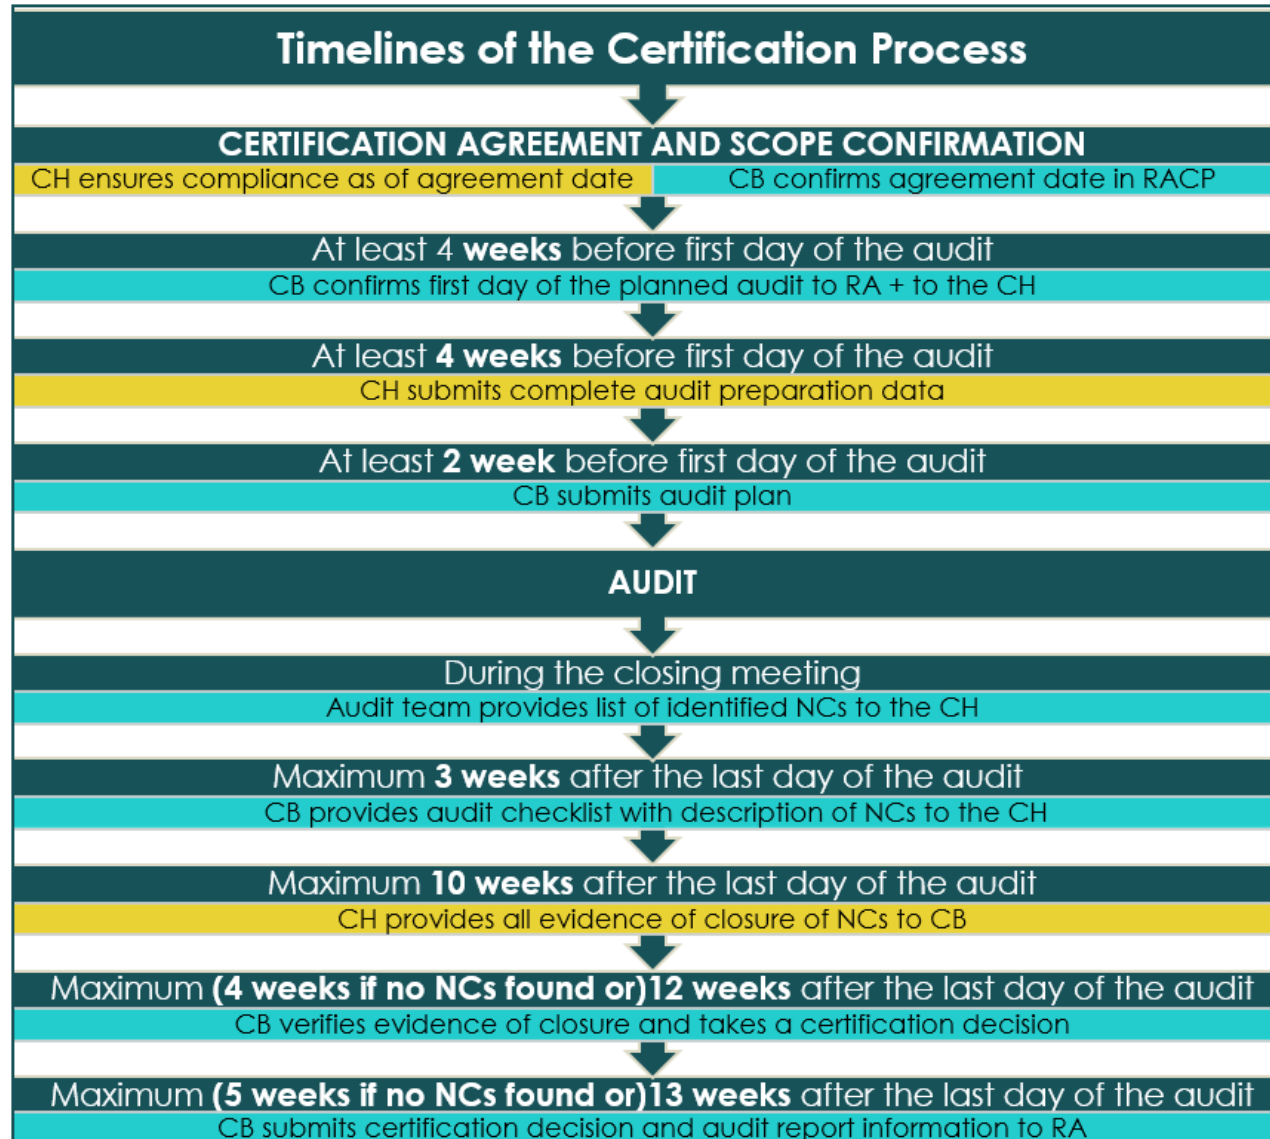 Timelines of the Certification Process
CERTIFICATION AGREEMENT AND SCOPE CONFIRMATION
CH ensures compliance as of agreement date
CB confirms agreement date in RACP
At least 4 weeks before first day of the audit
CB confirms first day of the planned audit to RA + to the CH
At least 4 weeks before first day of the audit
CH submits complete audit preparation data
At least 2 week before first day of the audit
CB submits audit plan
AUDIT
During the closing meeting
Audit team provides list of identified NCs to the CH
Maximum 3 weeks after the last day of the audit
CB provides audit checklist with description of NCs to the CH
Maximum 10 weeks after the last day of the audit
CH provides all evidence of closure of NCs to CB
Maximum (4 weeks if no NCs found or)12 weeks after the last day of the audit
CB verifies evidence of closure and takes a certification decision
Maximum (5 weeks if no NCs found or)13 weeks after the last day of the audit
CB submits certification decision and audit report information to RA